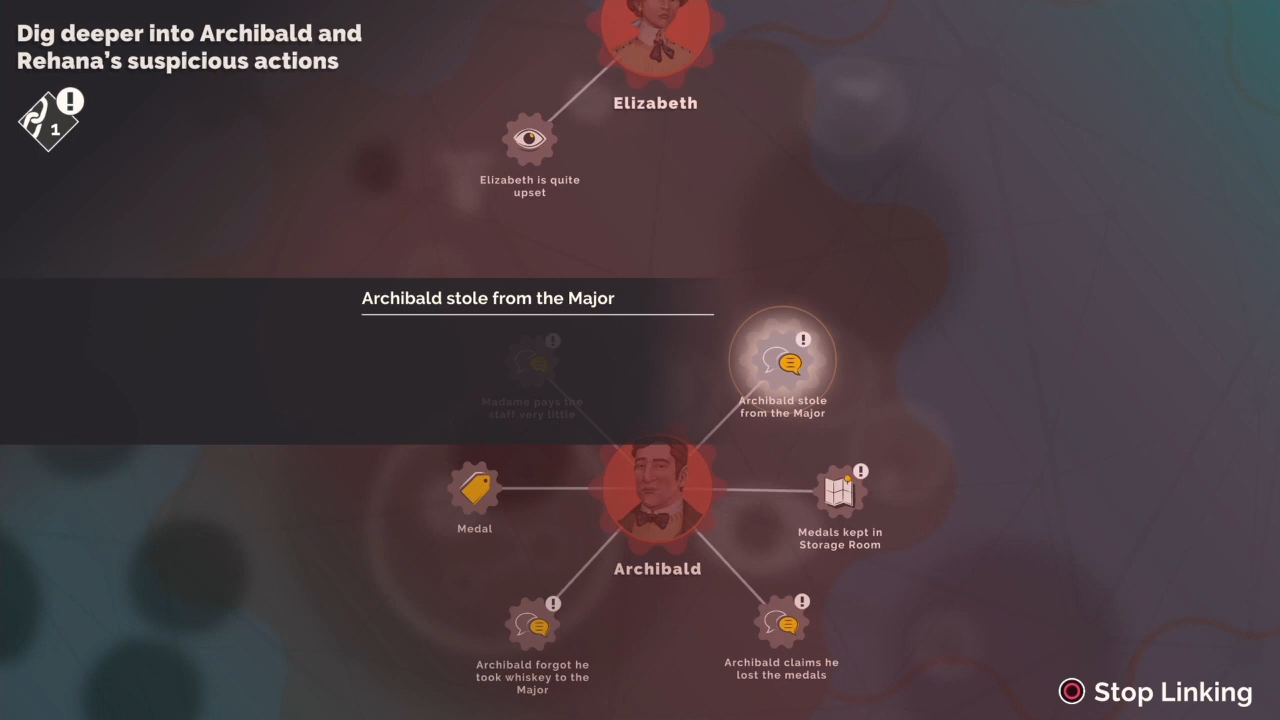 Dig deeper into Archibald and
Rehana's suspicious actions
1
Elizabeth
Elizabeth is quite
upset
Archibald stole from the Major
Madame pays the
staff very little
Archibald stole
from the Major
Medal
Medals kept in
Storage Room
Archibald
Archibald forgot he
took whiskey to the
Major
Archibald claims he
lost the medals
Stop Linking